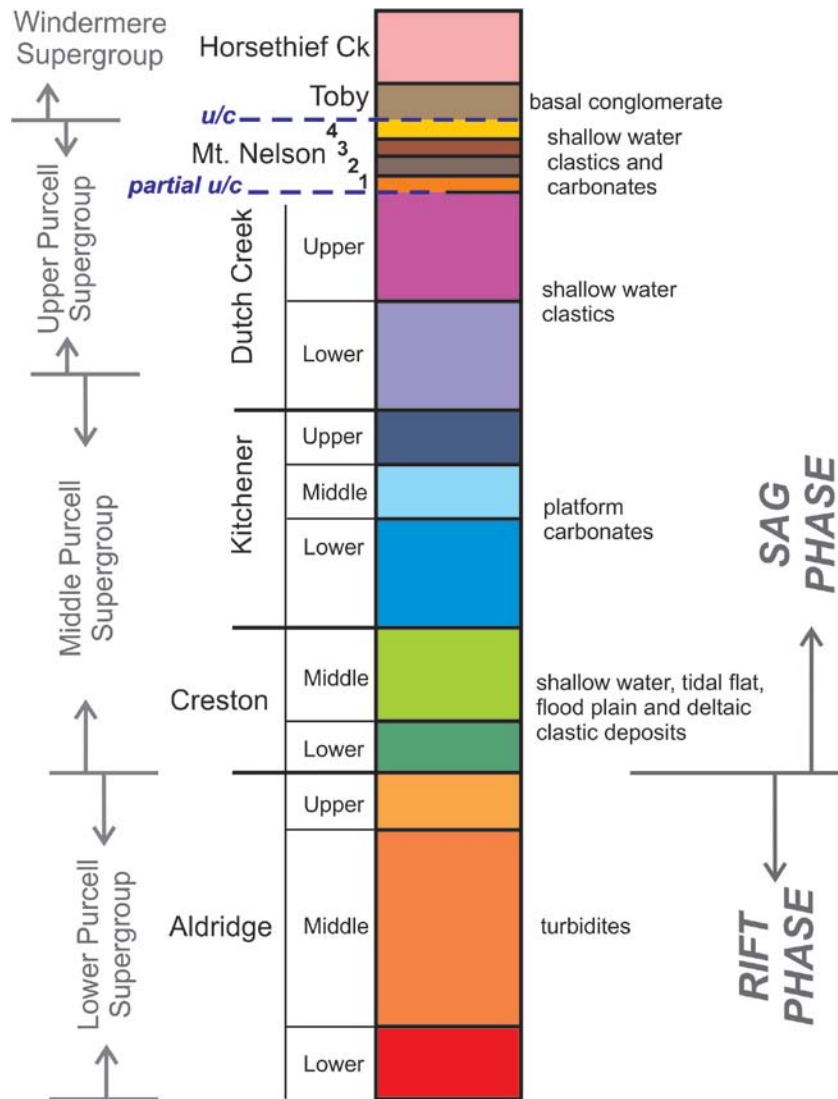 Windermere
Supergroup
Horsethief Ck
Toby
basal conglomerate
u/c
4
Mt. Nelson
3
2
1
shallow water
clastics and
carbonates
partial u/c
Upper Purcell
Supergroup
Dutch Creek
Upper
shallow water
clastics
Lower
Middle Purcell
Supergroup
Kitchener
Upper
Middle
Lower
platform
carbonates
SAG
PHASE
Creston
Middle
Lower
shallow water, tidal flat,
flood plain and deltaic
clastic deposits
Lower Purcell
Supergroup
Aldridge
Upper
Middle
Lower
turbidites
RIFT
PHASE